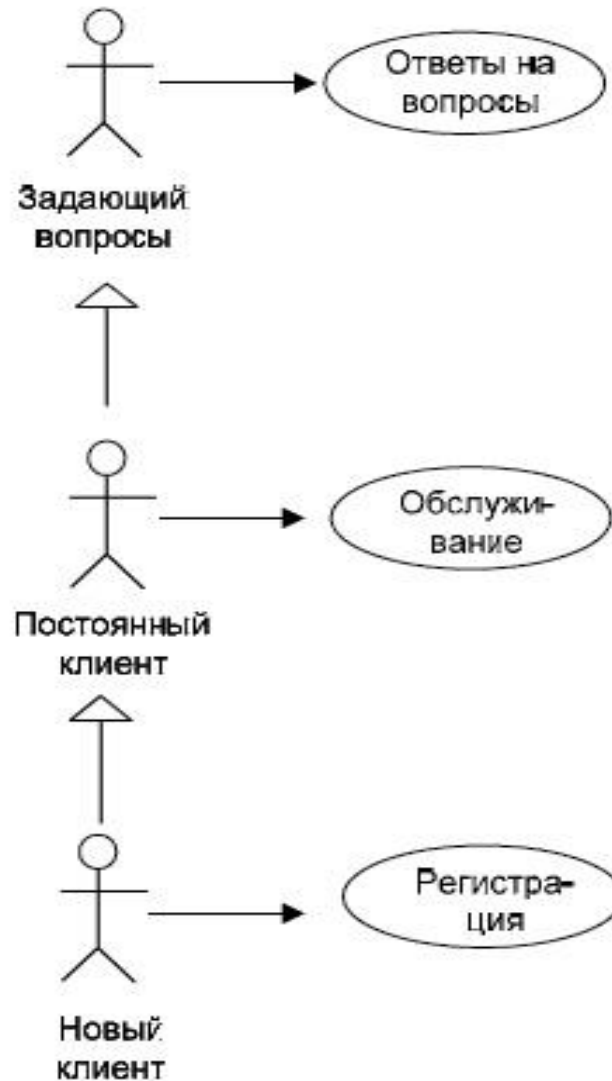 Ответы на
вопросы
Задающий
вопросы
Обслужи-
вание
Постоянный
клиент
Регистра-
ция
Новый
клиент